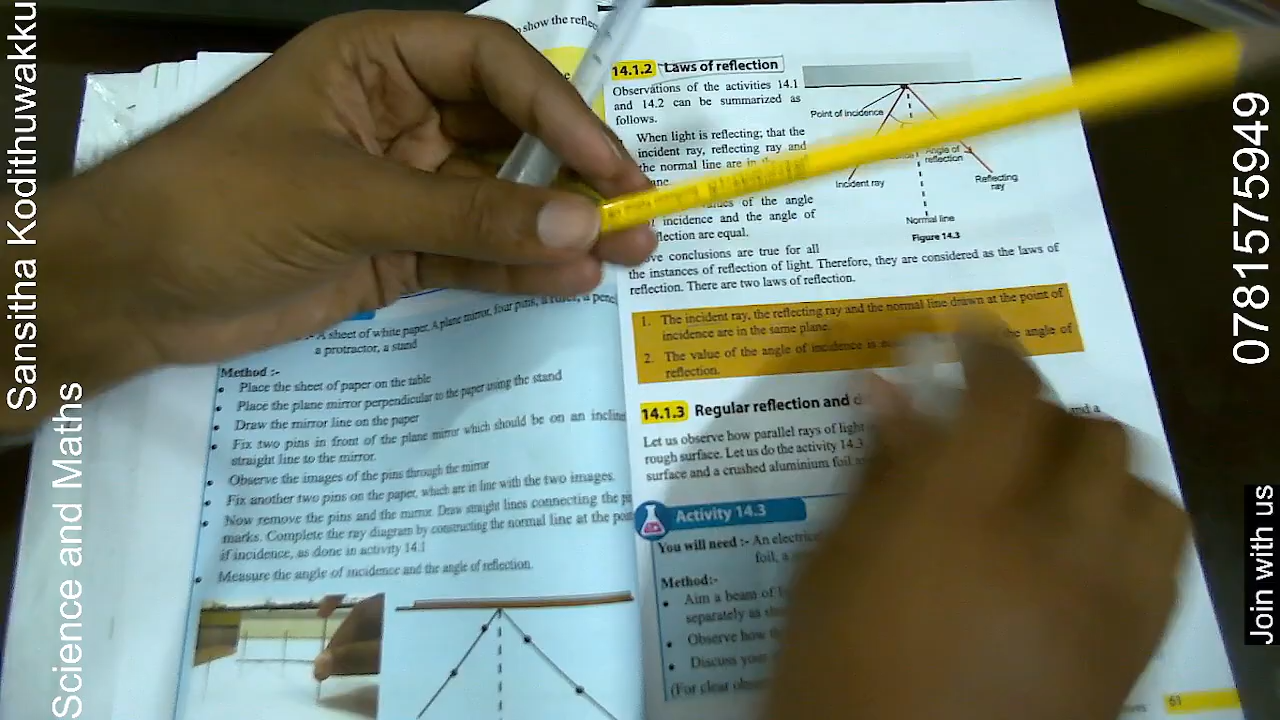 Sansitha Kodithuwakku
Science and Maths
0781575949
Join with us
to show the reflec
14.1.2 Laws of reflection
Observations of the activities 14.1
and 14.2 can be summarized as
follows.
When light is reflecting; that the
incident ray, reflecting ray and
the normal line are in the
of the angle
incidence and the angle of
are equal.
conclusions are true for all
the instances of reflection of light. Therefore, they are considered as the laws of
reflection. There are two laws of reflection.
Point of incidence
Angle of
reflection
Incident ray
Reflecting
ray
Normal line
Figure 14.3
1. The incident ray, the reflecting ray and the normal line drawn at the point of
incidence are in the same plane.
2. The value of the angle of incidence is the angle of
reflection.
14.1.3 Regular reflection and
and a
Let us observe how parallel rays of light
rough surface. Let us do the activity 14.3
surface and a crushed aluminium foil
Activity 14.3
You will need :- An electric
foil, a
Method:-
• Aim a beam of
separately as
• Observe how
• Discuss your
(For clear
61
- A sheet of white paper, A plane mirror, four pins, a ruler, a penc
a protractor, a stand
Method :-
• Place the sheet of paper on the table
• Place the plane mirror perpendicular to the paper using the stand
• Draw the mirror line on the paper
• Fix two pins in front of the plane mirror which should be on an incline
straight line to the mirror.
• Observe the images of the pins through the mirror
• Fix another two pins on the paper, which are in line with the two images.
• Now remove the pins and the mirror. Draw straight lines connecting the pi
marks. Complete the ray diagram by constructing the normal line at the poi
if incidence, as done in activity 14.1
• Measure the angle of incidence and the angle of reflection.